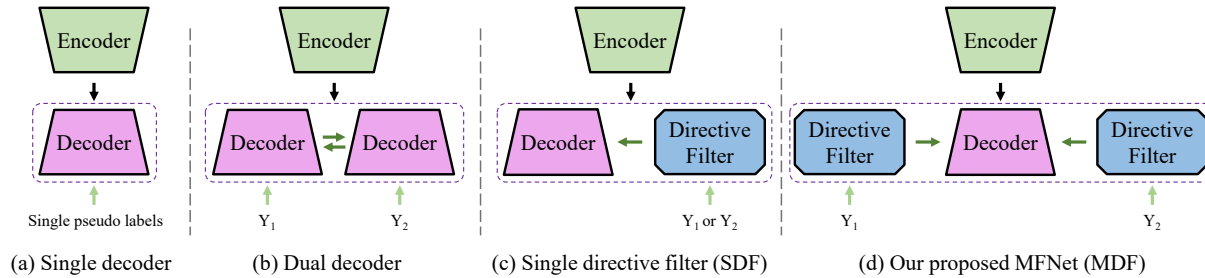 Encoder
Decoder
Single pseudo labels
(a) Single decoder
Encoder
Decoder
Decoder
Y₁
Y₂
(b) Dual decoder
Encoder
Decoder
Directive
Filter
Y₁ or Y₂
(c) Single directive filter (SDF)
Encoder
Directive
Filter
Decoder
Directive
Filter
Y₁
Y₂
(d) Our proposed MFNet (MDF)